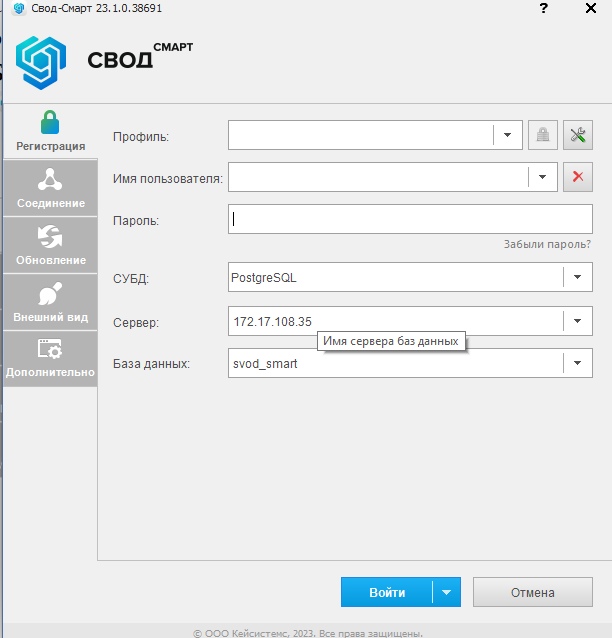 Свод-Смарт 23.1.0.38691
?
СВОД СМАРТ
Регистрация
Соединение
Обновление
Внешний вид
Дополнительно
Профиль:
Имя пользователя:
Пароль:
Забыли пароль?
СУБД: PostgreSQL
Сервер: 172.17.108.35
Имя сервера баз данных
База данных: svod_smart
Войти
Отмена
© ООО Кейсистемс, 2023. Все права защищены.